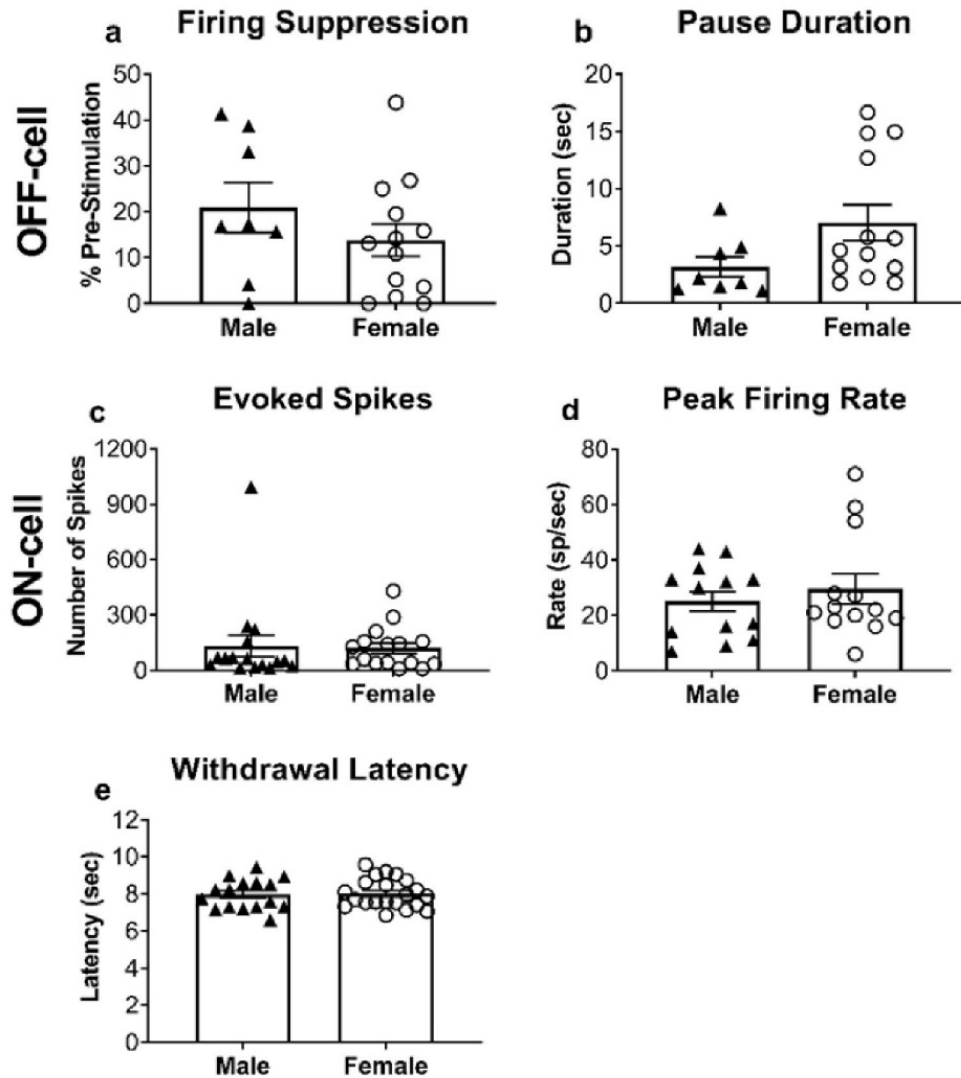 a Firing Suppression
OFF-cell
% Pre-Stimulation
50
40
30
20
10
0
Male Female
b Pause Duration
Duration (sec)
20
15
10
5
0
Male Female
c Evoked Spikes
ON-cell
Number of Spikes
1200
900
600
300
0
Male Female
d Peak Firing Rate
Rate (sp/sec)
80
60
40
20
0
Male Female
e Withdrawal Latency
Latency (sec)
12
10
8
6
4
2
0
Male Female